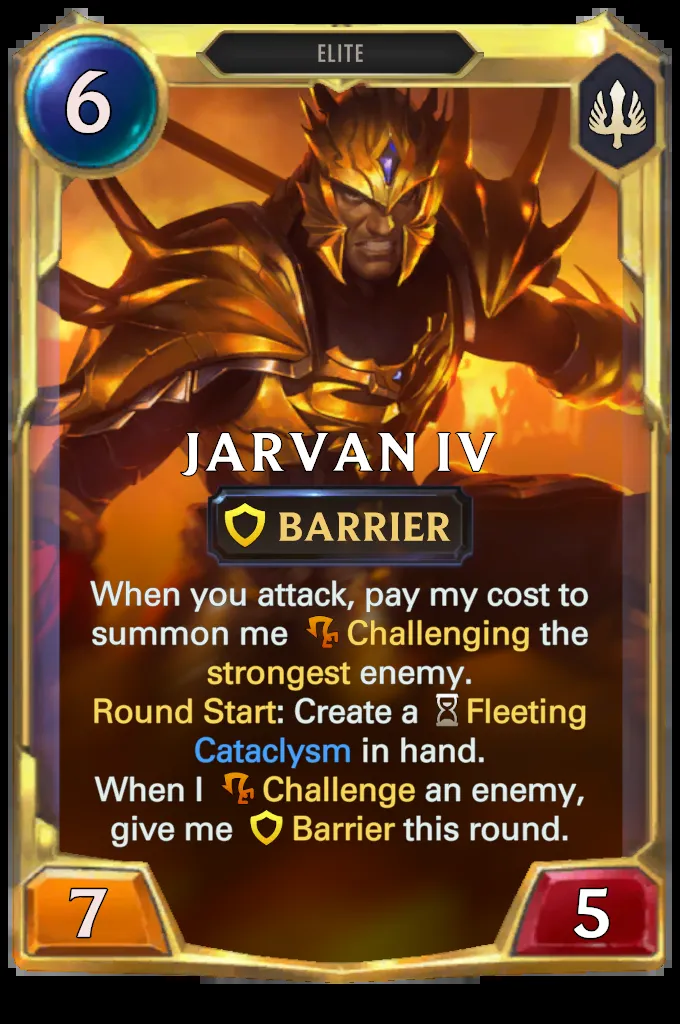 ELITE
6
JARVAN IV
BARRIER
When you attack, pay my cost to
summon me Challenging the
strongest enemy.
Round Start: Create a Fleeting
Cataclysm in hand.
When I Challenge an enemy,
give me Barrier this round.
7
5